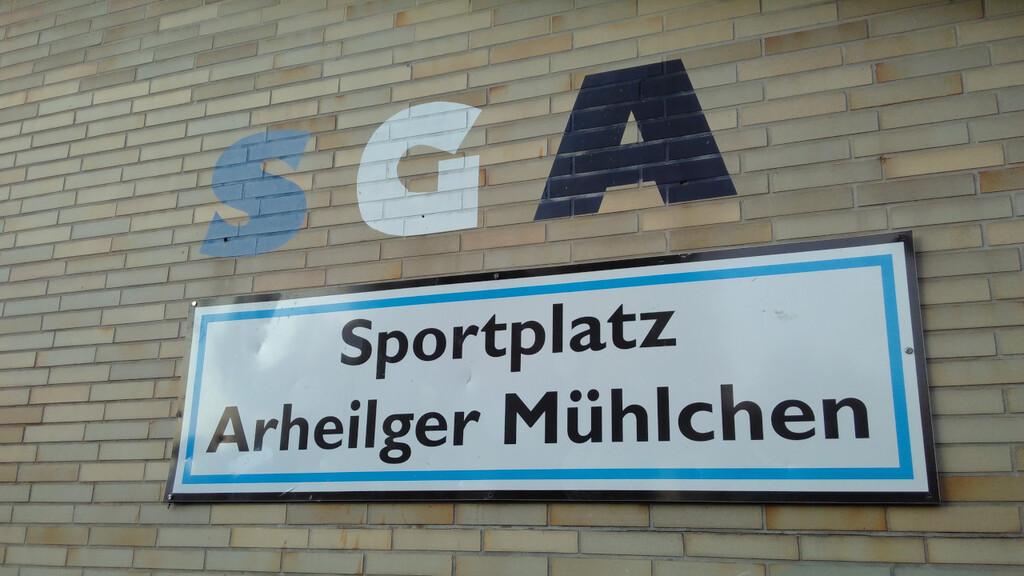 SGA
Sportplatz
Arheilger Mühlchen